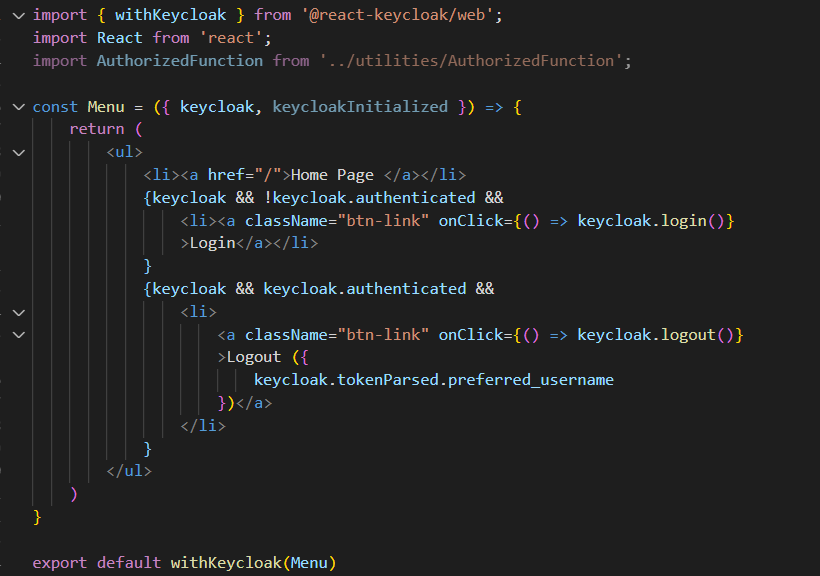 import { withKeycloak } from '@react-keycloak/web';
import React from 'react';
import AuthorizedFunction from '../utilities/AuthorizedFunction';
const Menu = ({ keycloak, keycloakInitialized }) => {
    return (
        <ul>
            <li><a href="/">Home Page </a></li>
            {keycloak && !keycloak.authenticated &&
                <li><a className="btn-link" onClick={() => keycloak.login()}
                >Login</a></li>
            }
            {keycloak && keycloak.authenticated &&
                <li>
                    <a className="btn-link" onClick={() => keycloak.logout()}
                    >Logout ({
                        keycloak.tokenParsed.preferred_username
                    })</a>
                </li>
            }
        </ul>
    )
}
export default withKeycloak(Menu)